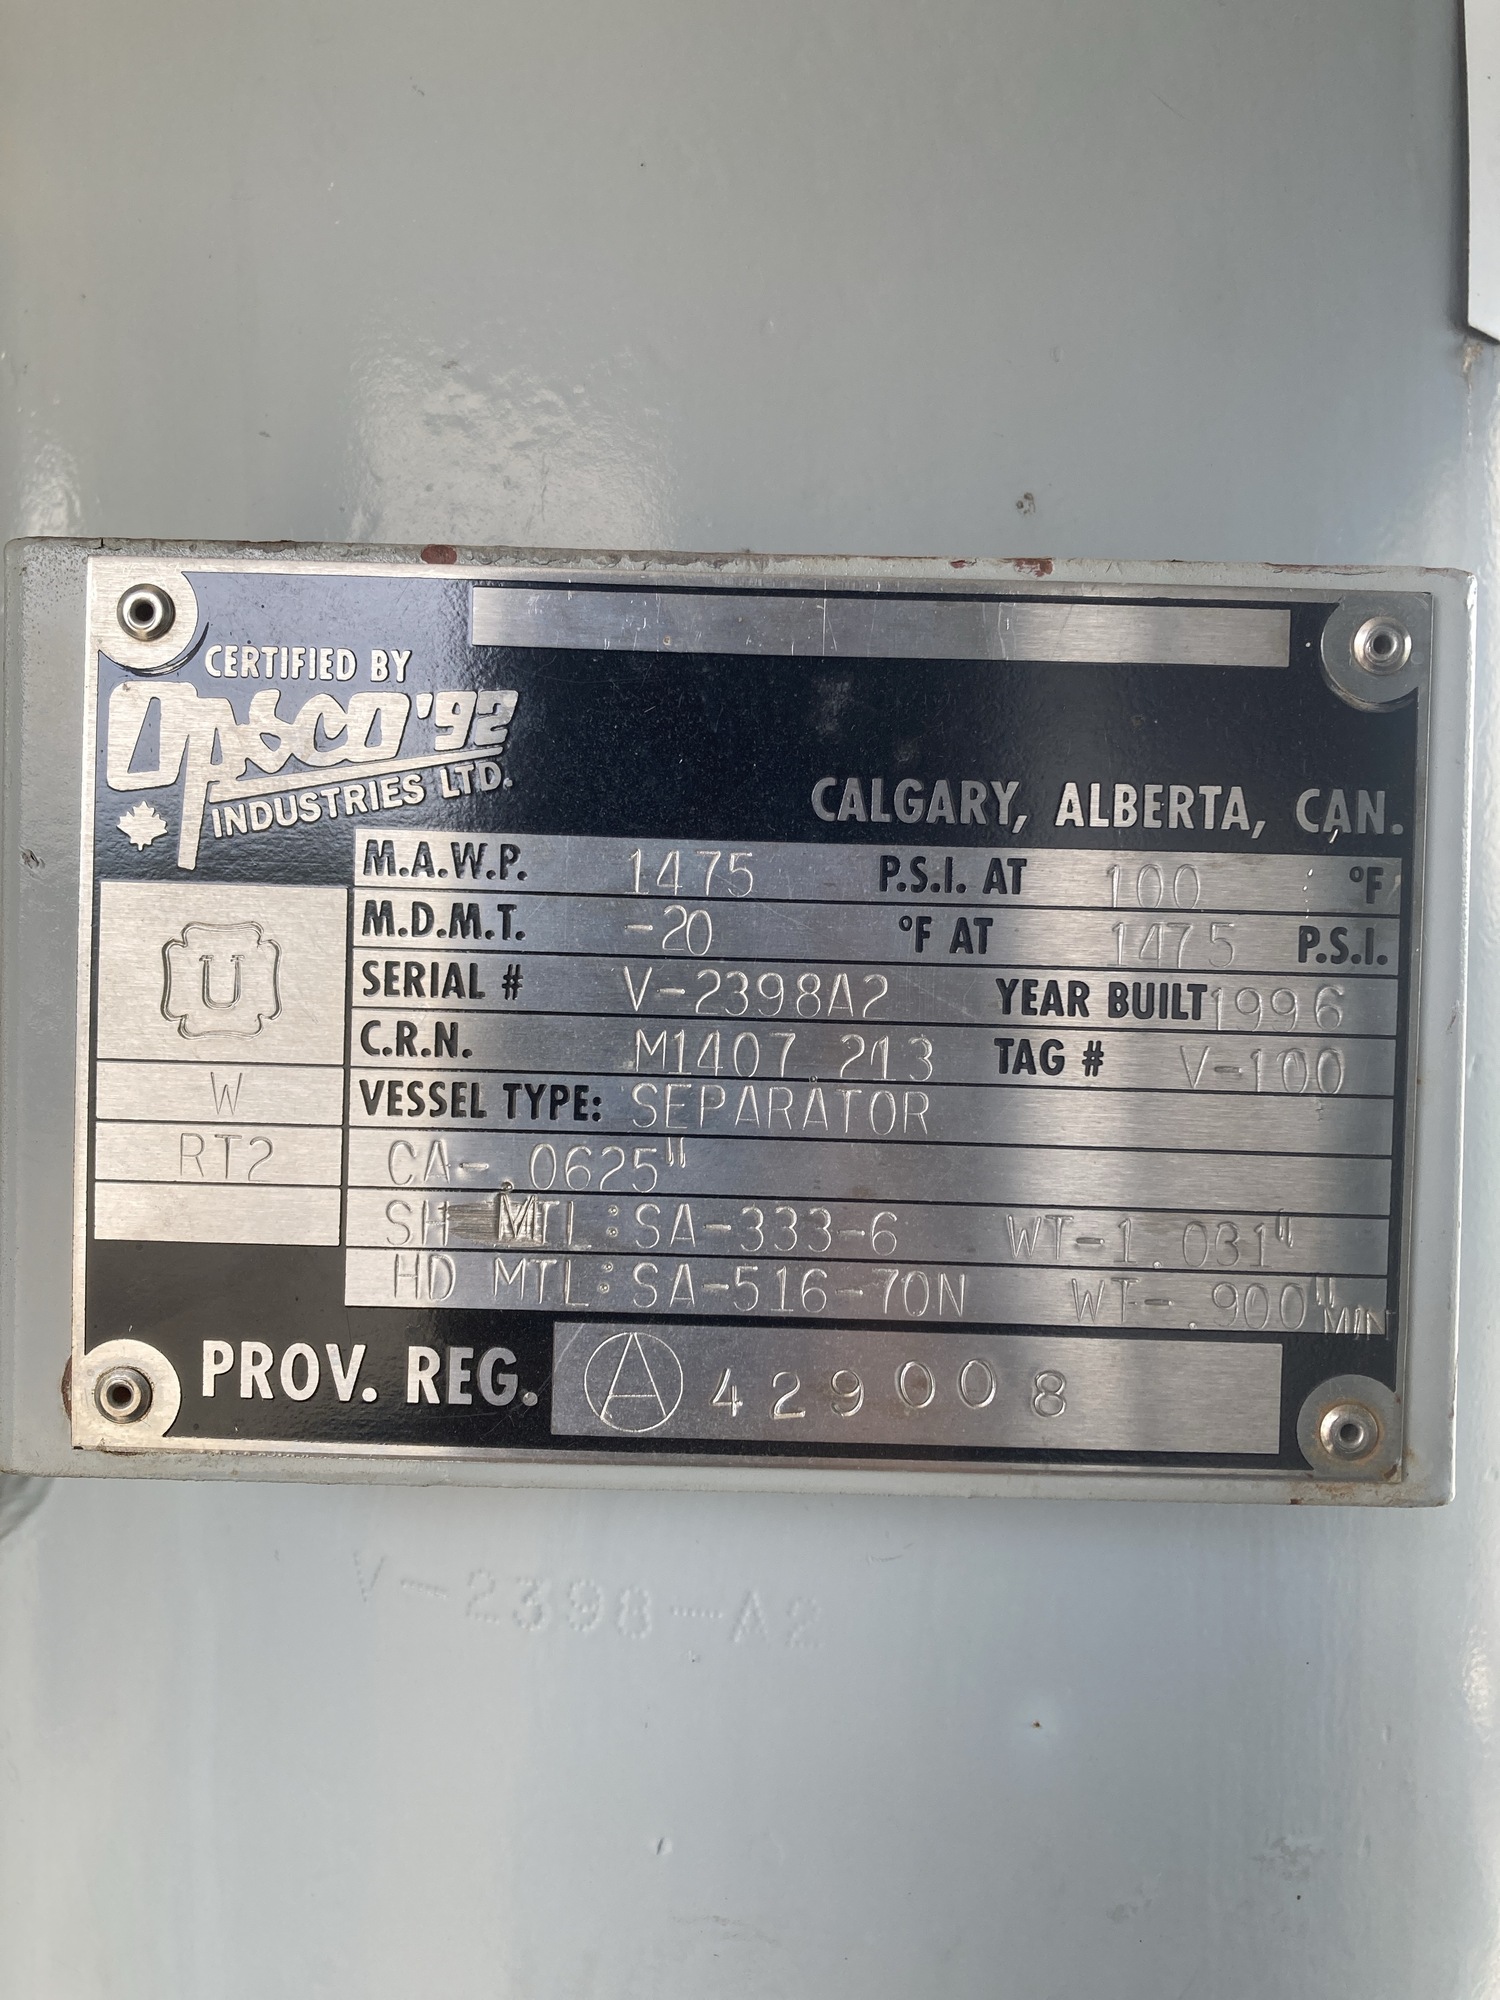 CERTIFIED BY
OPSCO '92
INDUSTRIES LTD.
CALGARY, ALBERTA, CAN.
M.A.W.P. 1475 P.S.I. AT 100 °F
M.D.M.T. -20 °F AT 1475 P.S.I.
SERIAL # V-2398A2 YEAR BUILT 1996
C.R.N. M1407.213 TAG # V-100
VESSEL TYPE: SEPARATOR
U
W
RT2
CA-.0625"
SH MTL:SA-333-6 WT-1.031"
HD MTL:SA-516-70N WT-.900" MIN
PROV. REG. A 429008
V-2398-A2